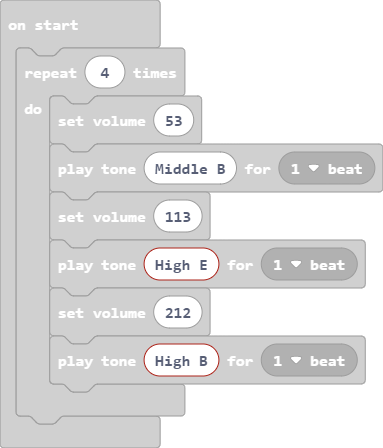 on start
repeat 4 times
do
set volume 53
play tone Middle B for 1 beat
set volume 113
play tone High E for 1 beat
set volume 212
play tone High B for 1 beat